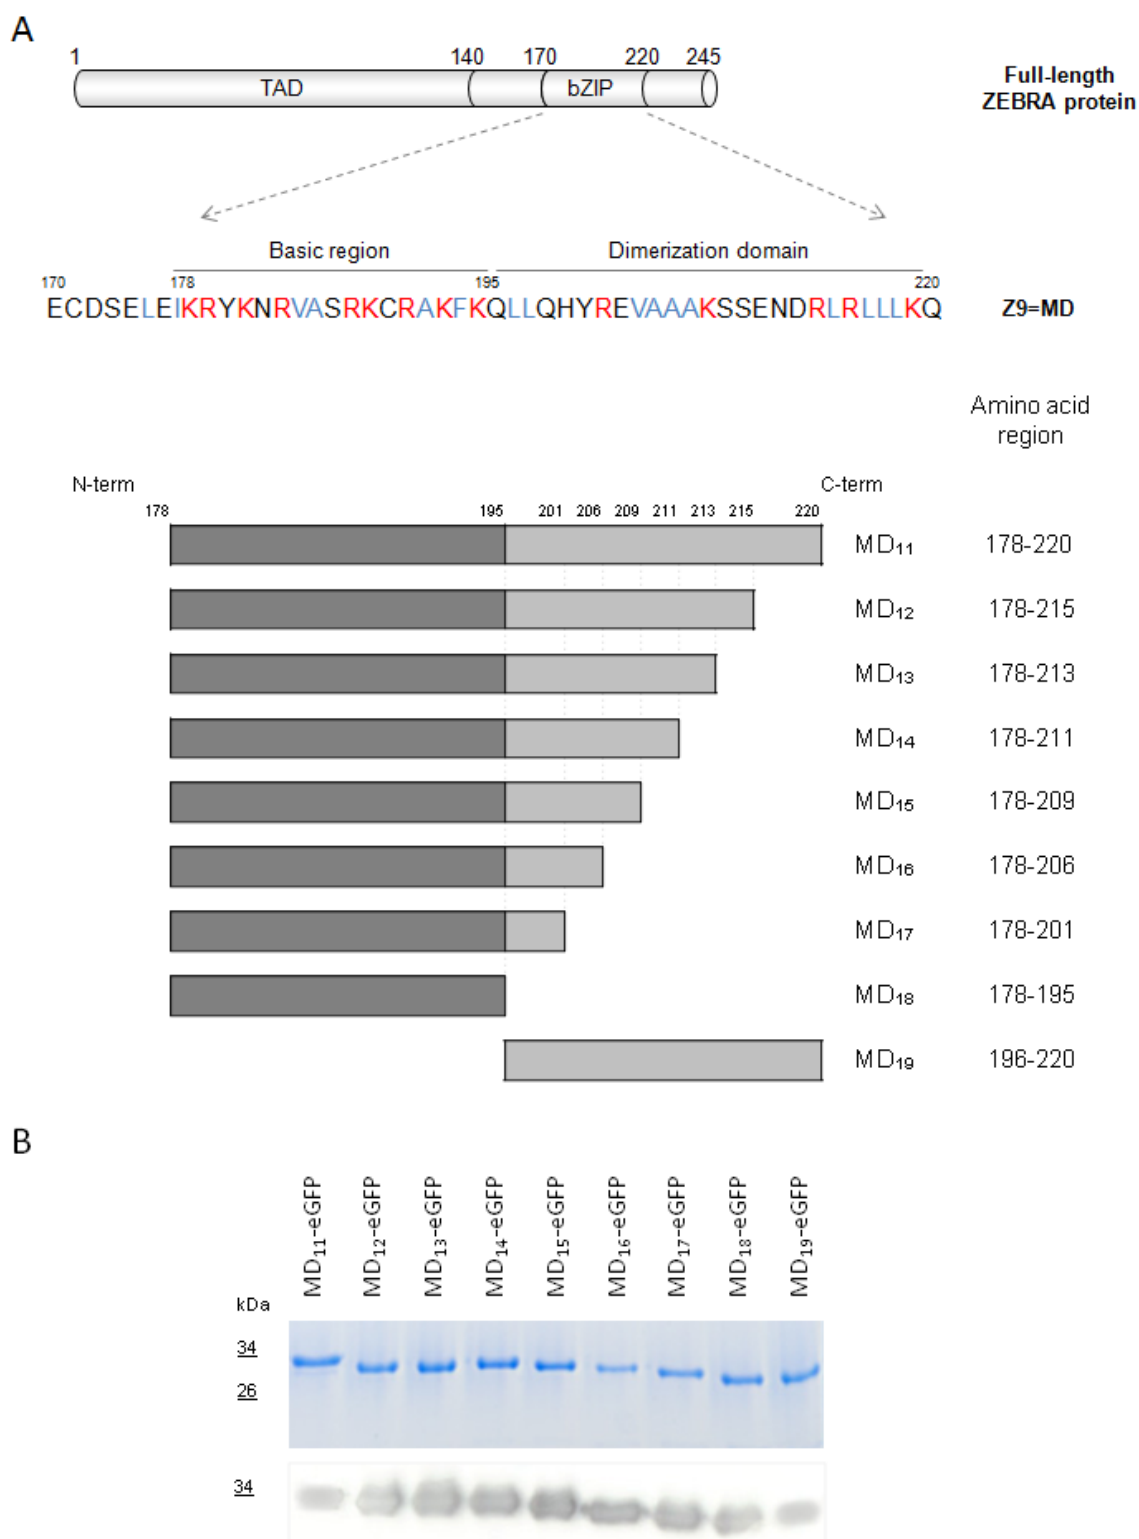 A
1 140 170 220 245
TAD bZIP
Full-length
ZEBRA protein
Basic region Dimerization domain
170 178 195 220
ECDSELEIKRYKNRVASRKCRAKFKQLLQHYREVAAAKSSENDRLRLLLKQ Z9=MD
Amino acid
region
N-term C-term
178 195 201 206 209 211 213 215 220
MD₁₁ 178-220
MD₁₂ 178-215
MD₁₃ 178-213
MD₁₄ 178-211
MD₁₅ 178-209
MD₁₆ 178-206
MD₁₇ 178-201
MD₁₈ 178-195
MD₁₉ 196-220
B
MD₁₁-eGFP
MD₁₂-eGFP
MD₁₃-eGFP
MD₁₄-eGFP
MD₁₅-eGFP
MD₁₆-eGFP
MD₁₇-eGFP
MD₁₈-eGFP
MD₁₉-eGFP
kDa
34
26
34